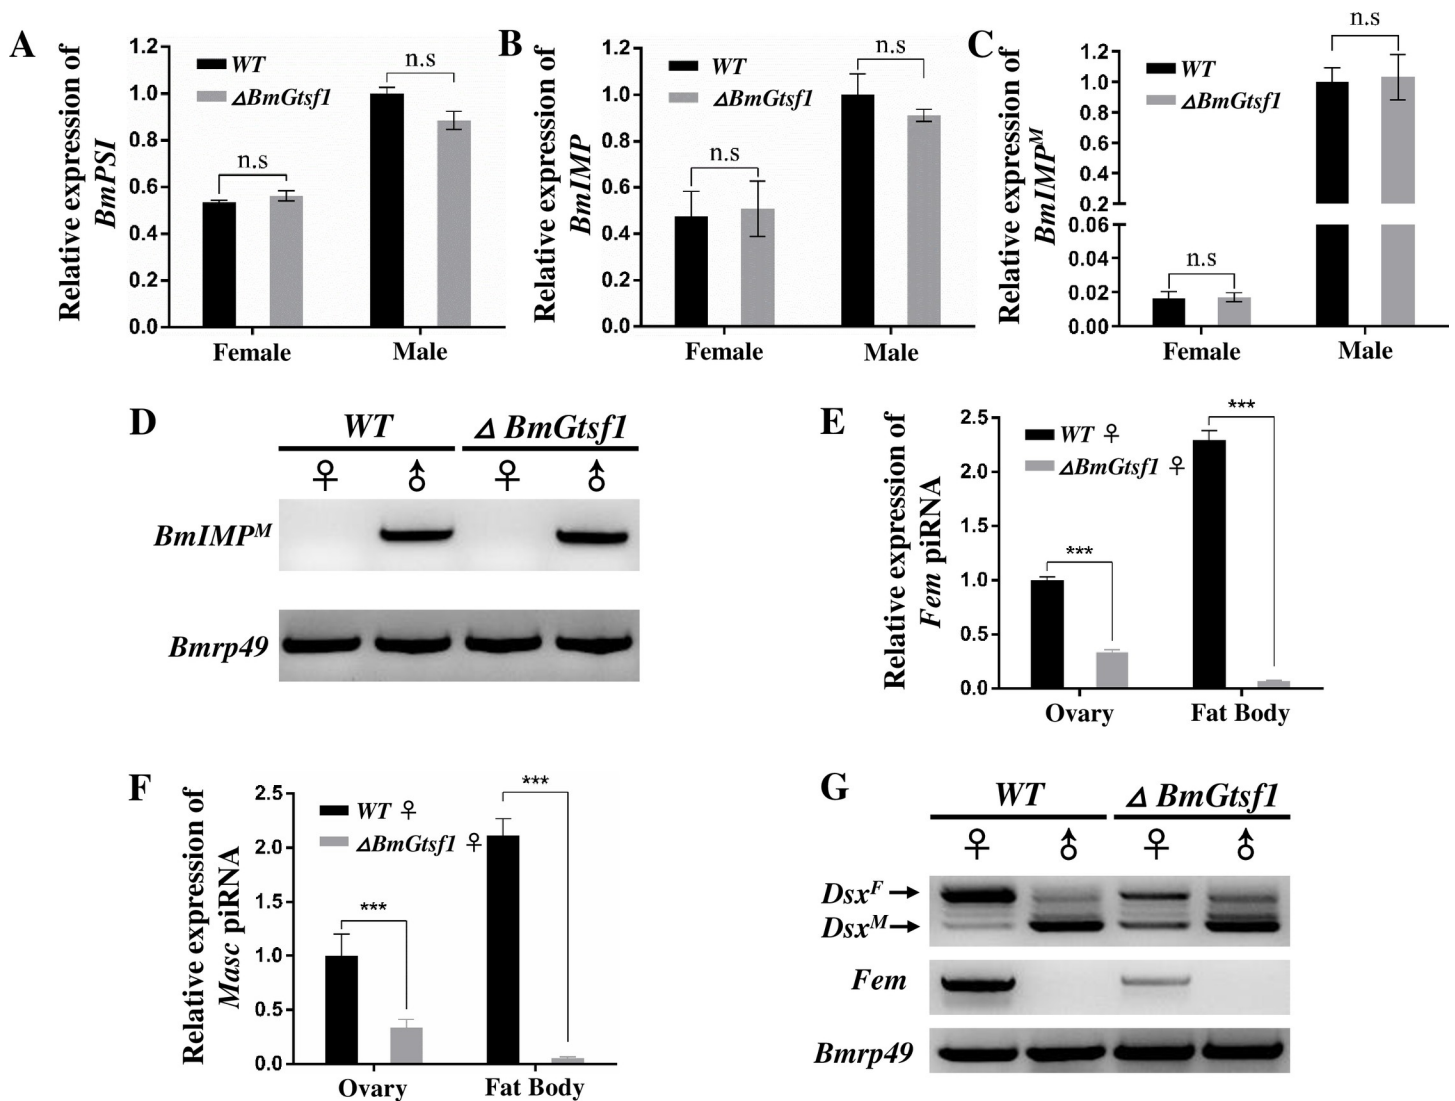 A
Relative expression of
BmPSI
1.2
1.0
0.8
0.6
0.4
0.2
0.0
WT
ΔBmGtsf1
n.s
n.s
Female
Male
B
Relative expression of
BmIMP
1.2
1.0
0.8
0.6
0.4
0.2
0.0
WT
ΔBmGtsf1
n.s
n.s
Female
Male
C
Relative expression of
BmIMP^M
1.2
1.0
0.8
0.6
0.4
0.2
0.06
0.04
0.02
0.00
WT
ΔBmGtsf1
n.s
n.s
Female
Male
D
WT
Δ BmGtsf1
♀ ♂ ♀ ♂
BmIMP^M
Bmrp49
E
Relative expression of
Fem piRNA
2.5
2.0
1.5
1.0
0.5
0.0
WT ♀
ΔBmGtsf1 ♀
***
***
Ovary
Fat Body
F
Relative expression of
Masc piRNA
2.5
2.0
1.5
1.0
0.5
0.0
WT ♀
ΔBmGtsf1 ♀
***
***
Ovary
Fat Body
G
WT
Δ BmGtsf1
♀ ♂ ♀ ♂
Dsx^F
Dsx^M
Fem
Bmrp49